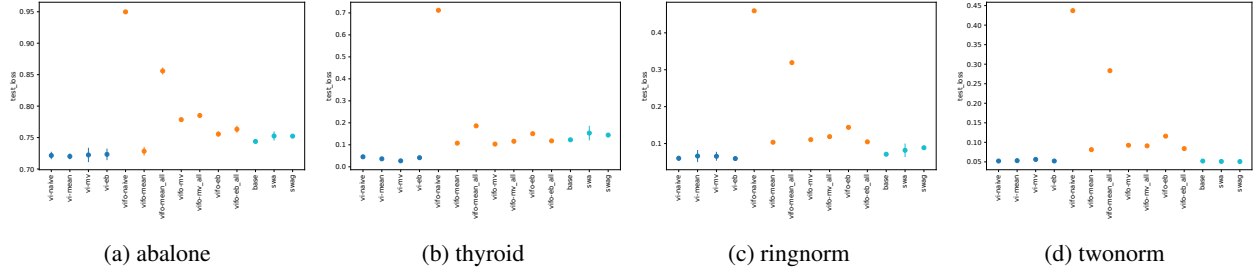 test_loss
0.95
0.90
0.85
0.80
0.75
0.70
vi-naive
vi-mean
vi-mv
vi-eb
vifo-naive
vifo-mean
vifo-mean_all
vifo-mv
vifo-mv_all
vifo-eb
vifo-eb_all
base
swa
swag
(a) abalone
test_loss
0.7
0.6
0.5
0.4
0.3
0.2
0.1
0.0
vi-naive
vi-mean
vi-mv
vi-eb
vifo-naive
vifo-mean
vifo-mean_all
vifo-mv
vifo-mv_all
vifo-eb
vifo-eb_all
base
swa
swag
(b) thyroid
test_loss
0.4
0.3
0.2
0.1
vi-naive
vi-mean
vi-mv
vi-eb
vifo-naive
vifo-mean
vifo-mean_all
vifo-mv
vifo-mv_all
vifo-eb
vifo-eb_all
base
swa
swag
(c) ringnorm
test_loss
0.45
0.40
0.35
0.30
0.25
0.20
0.15
0.10
0.05
vi-naive
vi-mean
vi-mv
vi-eb
vifo-naive
vifo-mean
vifo-mean_all
vifo-mv
vifo-mv_all
vifo-eb
vifo-eb_all
base
swa
swag
(d) twonorm